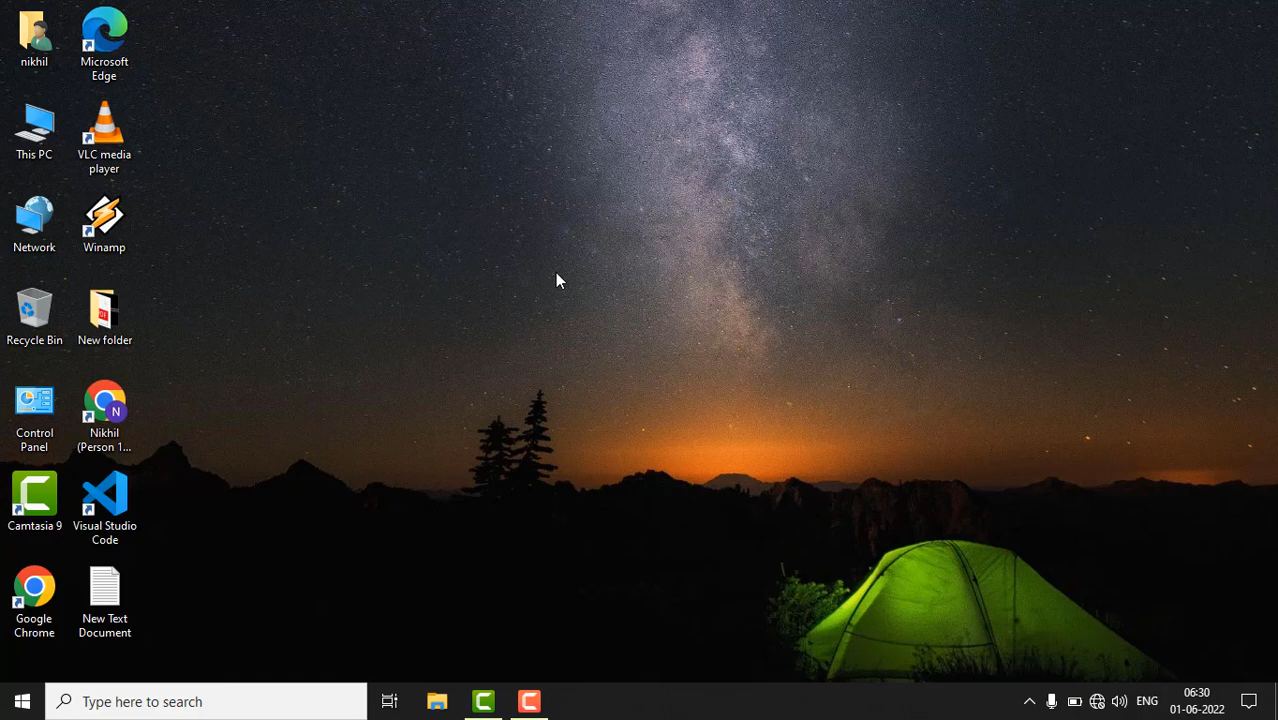 nikhil
Microsoft
Edge
This PC
VLC media
player
Network
Winamp
Recycle Bin
New folder
Control
Panel
N
Nikhil
(Person 1...
Camtasia 9
Visual Studio
Code
Google
Chrome
New Text
Document
Type here to search
ENG
06:30
01-06-2022